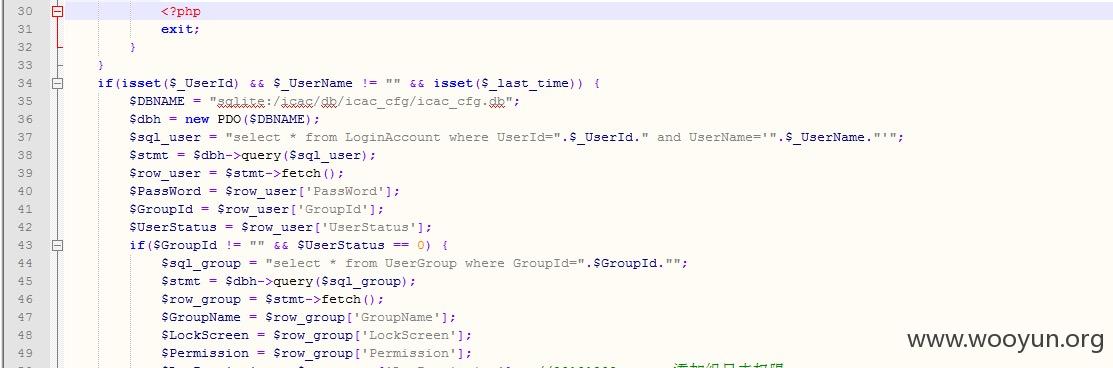 30 <?php
31 exit;
32 }
33 }
34 if(isset($_UserId) && $_UserName != "" && isset($_last_time)) {
35 $DBNAME = "sqlite:/icac/db/icac_cfg/icac_cfg.db";
36 $dbh = new PDO($DBNAME);
37 $sql_user = "select * from LoginAccount where UserId=".$_UserId." and UserName='".$_UserName."'";
38 $stmt = $dbh->query($sql_user);
39 $row_user = $stmt->fetch();
40 $PassWord = $row_user['PassWord'];
41 $GroupId = $row_user['GroupId'];
42 $UserStatus = $row_user['UserStatus'];
43 if($GroupId != "" && $UserStatus == 0) {
44 $sql_group = "select * from UserGroup where GroupId=".$GroupId."";
45 $stmt = $dbh->query($sql_group);
46 $row_group = $stmt->fetch();
47 $GroupName = $row_group['GroupName'];
48 $LockScreen = $row_group['LockScreen'];
49 $Permission = $row_group['Permission'];
www.wooyun.org